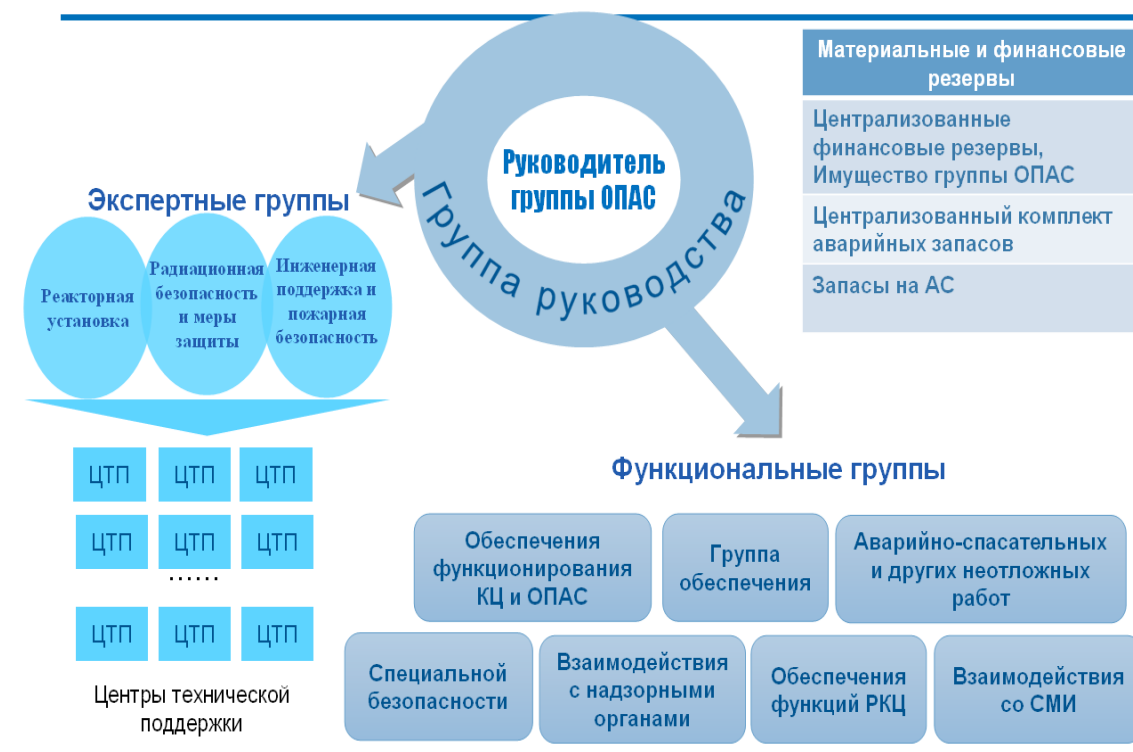 Материальные и финансовые
резервы
Централизованные
финансовые резервы,
Имущество группы ОПАС
Централизованный комплект
аварийных запасов
Запасы на АС
Руководитель
группы ОПАС
Группа руководства
Экспертные группы
Реакторная
установка
Радиационная
безопасность
и меры
защиты
Инженерная
поддержка и
пожарная
безопасность
ЦТП ЦТП ЦТП
ЦТП ЦТП ЦТП
......
ЦТП ЦТП ЦТП
Центры технической
поддержки
Функциональные группы
Обеспечения
функционирования
КЦ и ОПАС
Группа
обеспечения
Аварийно-спасательных
и других неотложных
работ
Специальной
безопасности
Взаимодействия
с надзорными
органами
Обеспечения
функций РКЦ
Взаимодействия
со СМИ